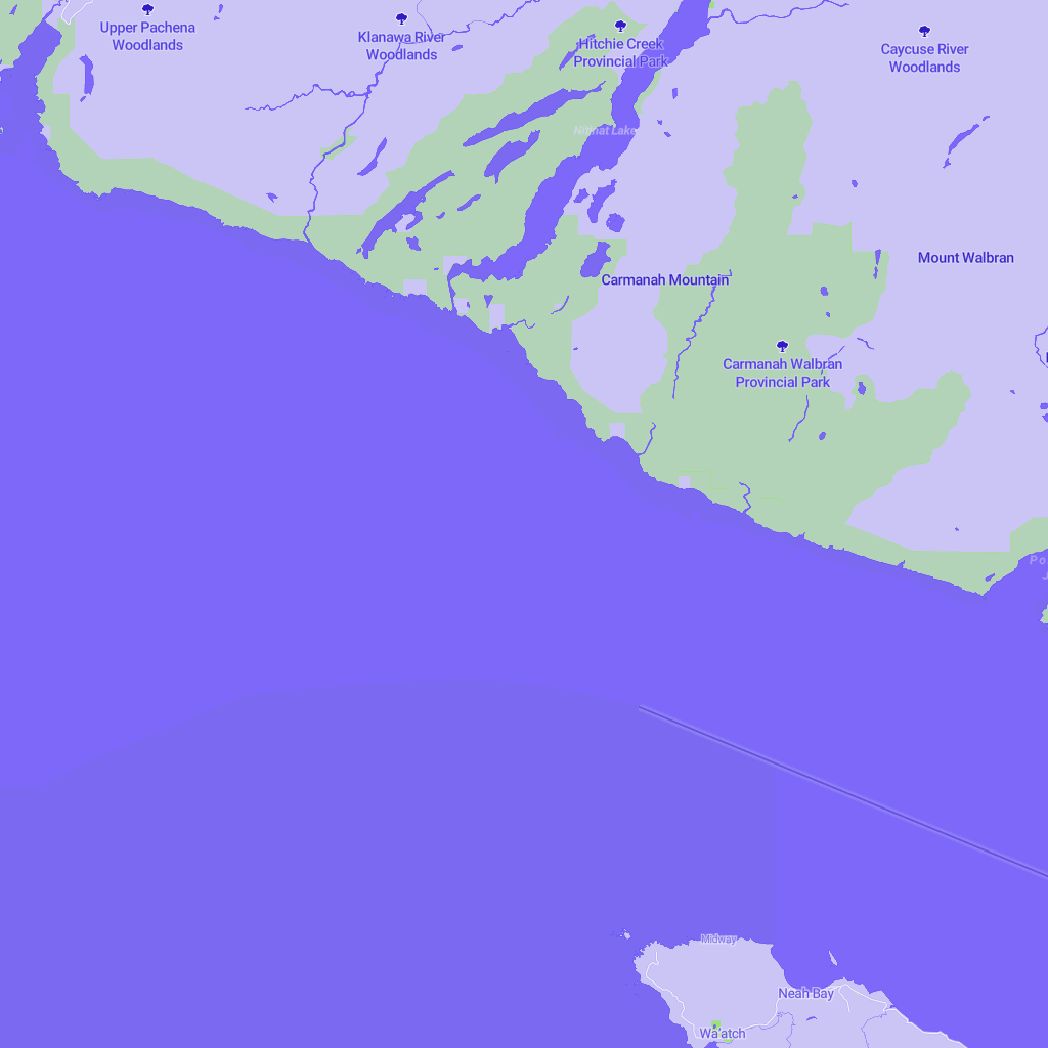 Upper Pachena
Woodlands
Klanawa River
Woodlands
Hitchie Creek
Provincial Park
Caycuse River
Woodlands
Nitinat Lake
Mount Walbran
Carmanah Mountain
Carmanah Walbran
Provincial Park
Po
J
Midway
Neah Bay
Wa'atch